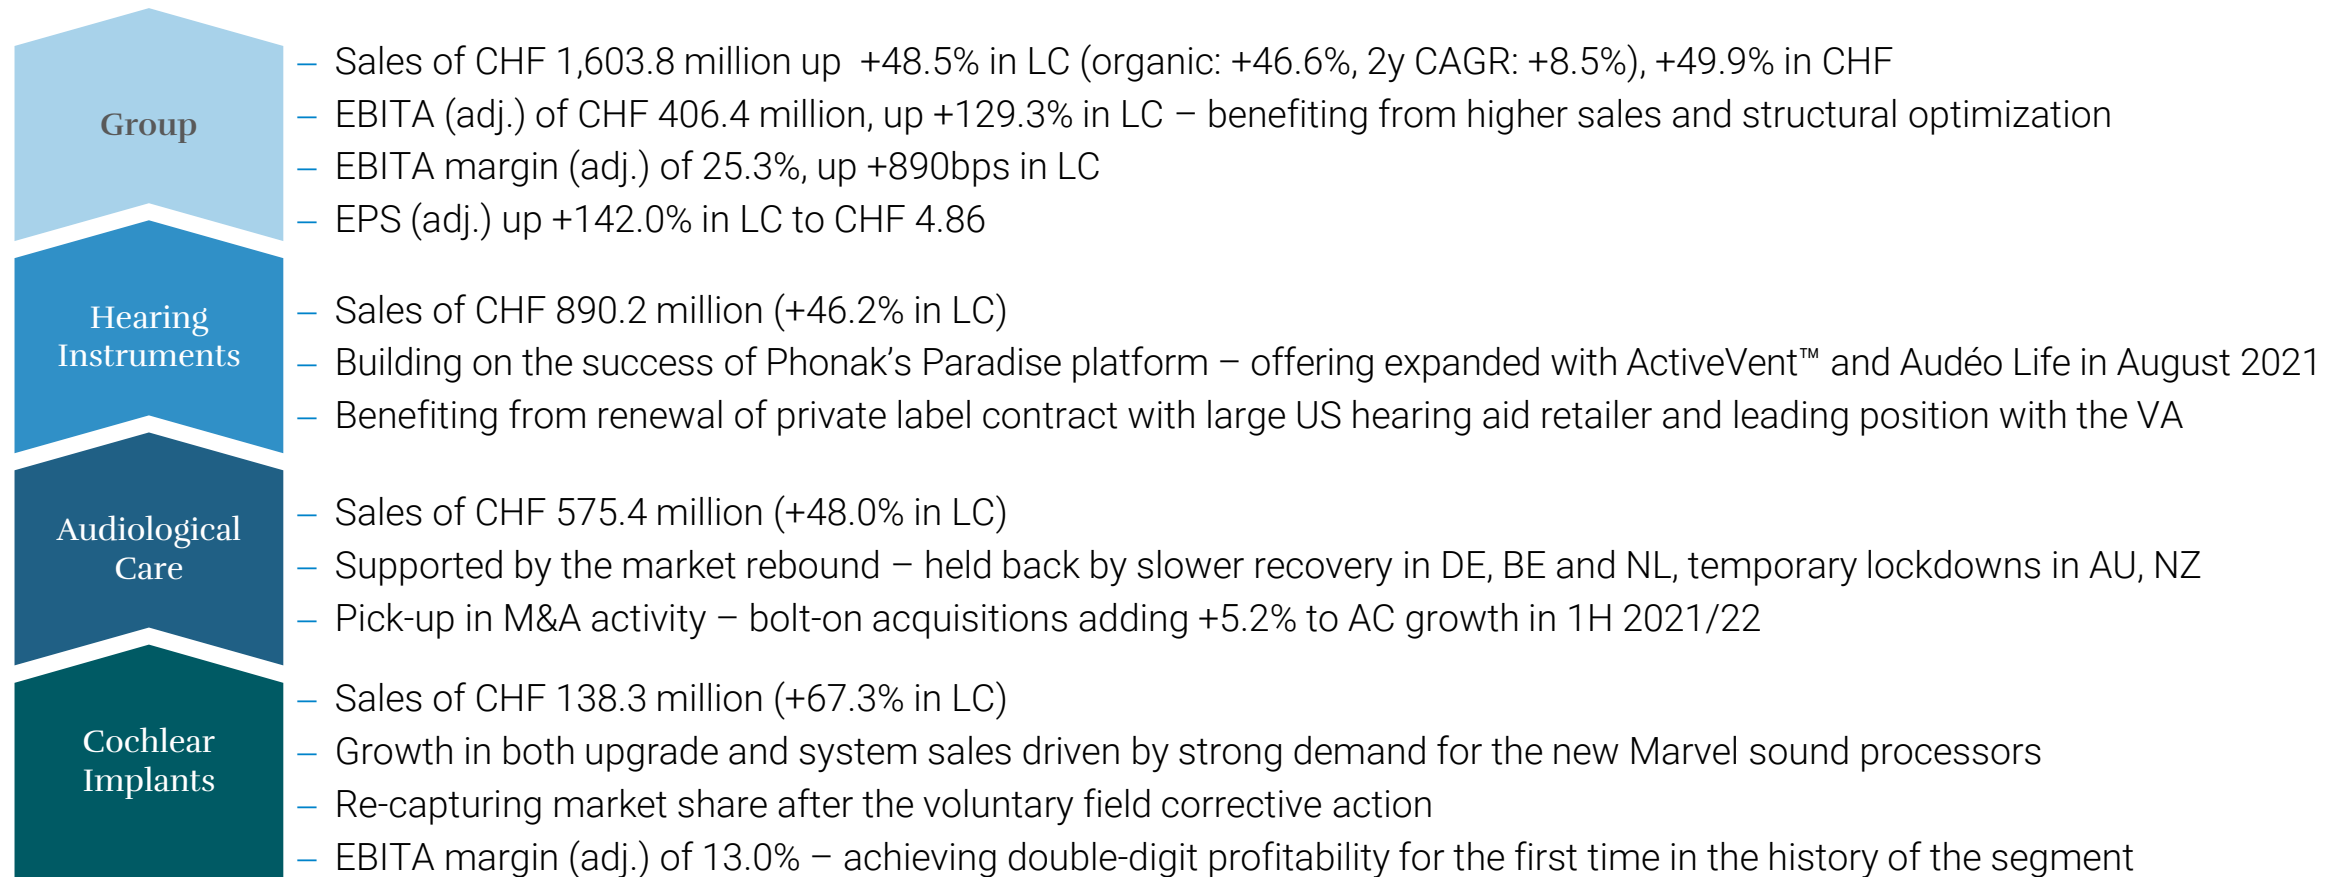 Group
– Sales of CHF 1,603.8 million up +48.5% in LC (organic: +46.6%, 2y CAGR: +8.5%), +49.9% in CHF
– EBITA (adj.) of CHF 406.4 million, up +129.3% in LC – benefiting from higher sales and structural optimization
– EBITA margin (adj.) of 25.3%, up +890bps in LC
– EPS (adj.) up +142.0% in LC to CHF 4.86
Hearing
Instruments
– Sales of CHF 890.2 million (+46.2% in LC)
– Building on the success of Phonak’s Paradise platform – offering expanded with ActiveVent™ and Audéo Life in August 2021
– Benefiting from renewal of private label contract with large US hearing aid retailer and leading position with the VA
Audiological
Care
– Sales of CHF 575.4 million (+48.0% in LC)
– Supported by the market rebound – held back by slower recovery in DE, BE and NL, temporary lockdowns in AU, NZ
– Pick-up in M&A activity – bolt-on acquisitions adding +5.2% to AC growth in 1H 2021/22
Cochlear
Implants
– Sales of CHF 138.3 million (+67.3% in LC)
– Growth in both upgrade and system sales driven by strong demand for the new Marvel sound processors
– Re-capturing market share after the voluntary field corrective action
– EBITA margin (adj.) of 13.0% – achieving double-digit profitability for the first time in the history of the segment